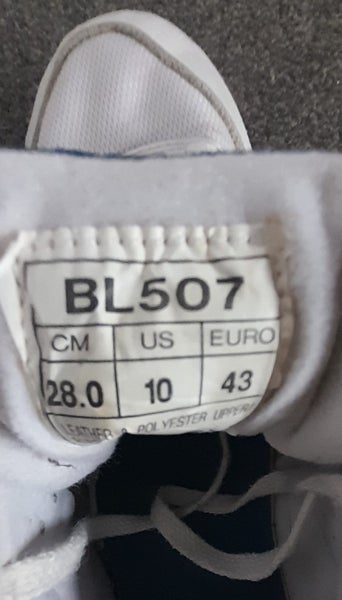 BL507
CM US EURO
28.0 10 43
LEATHER & POLYESTER UPPER